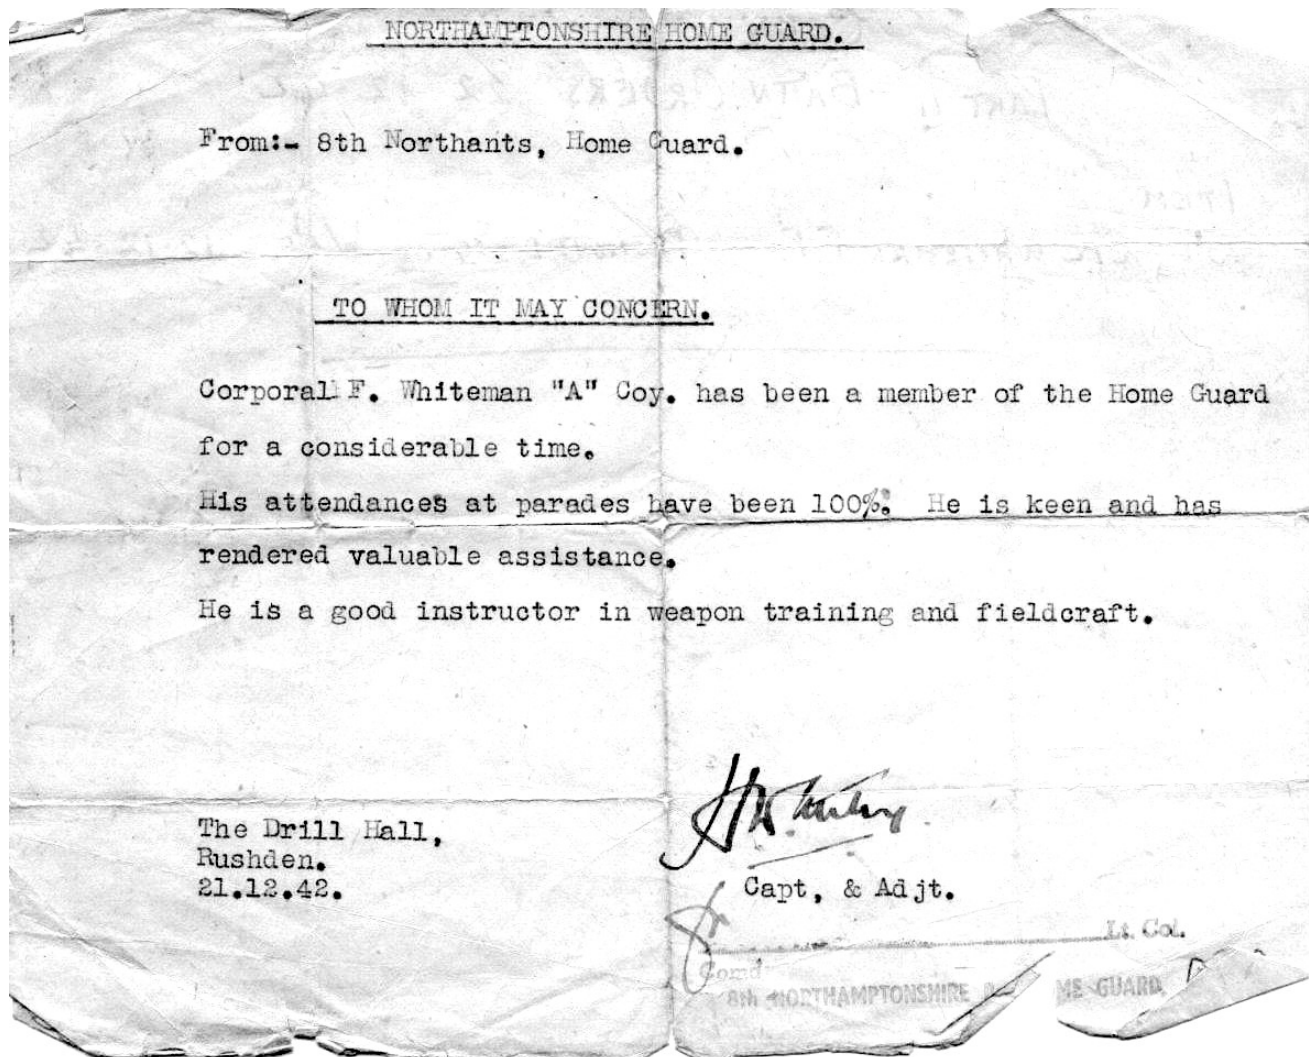 NORTHAMPTONSHIRE HOME GUARD.
From:- 8th Northants, Home Guard.
TO WHOM IT MAY CONCERN.
Corporal F. Whiteman "A" Coy. has been a member of the Home Guard
for a considerable time.
His attendances at parades have been 100%. He is keen and has
rendered valuable assistance.
He is a good instructor in weapon training and fieldcraft.
The Drill Hall,
Rushden.
21.12.42.
Capt, & Adjt.
Lt. Col.
Comd
8th NORTHAMPTONSHIRE ME GUARD